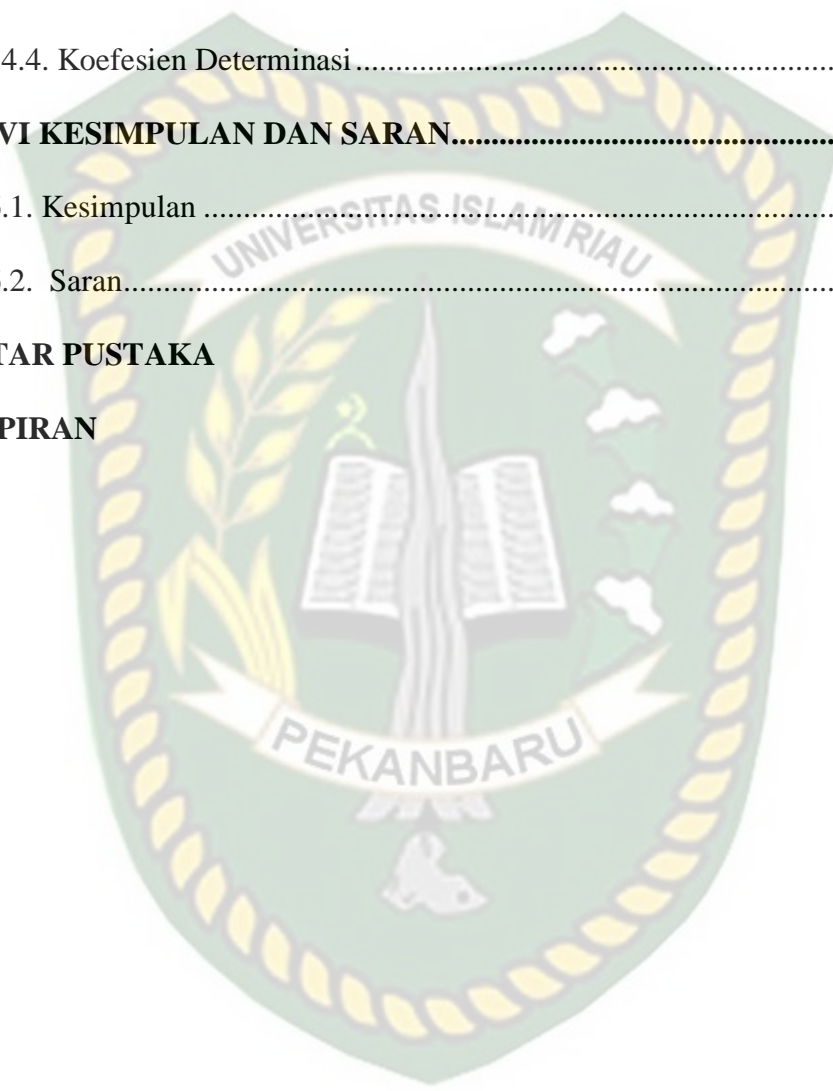 4.4. Koefesien Determinasi
VI KESIMPULAN DAN SARAN
.1. Kesimpulan
.2. Saran
TAR PUSTAKA
PIRAN
UNIVERSITAS ISLAM RIAU
PEKANBARU